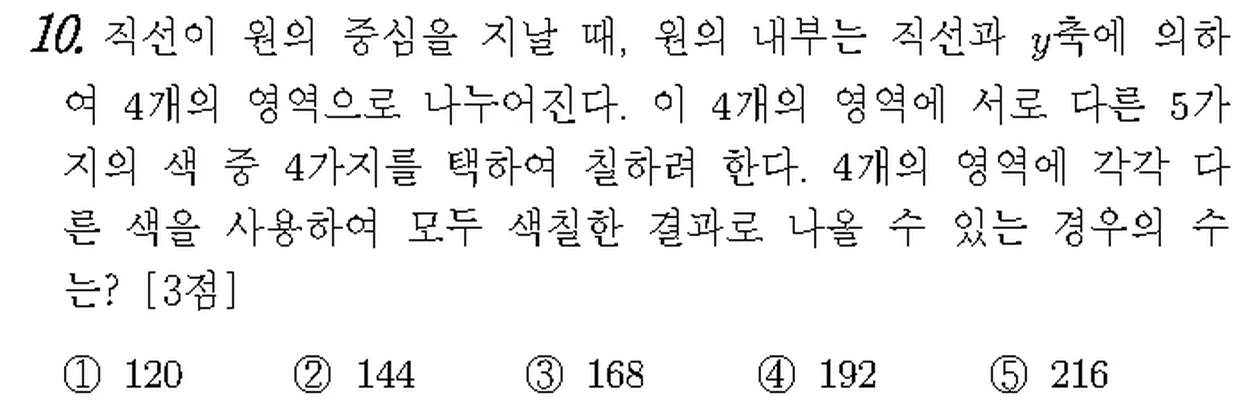 10. 직선이 원의 중심을 지날 때, 원의 내부는 직선과 y축에 의하
여 4개의 영역으로 나누어진다. 이 4개의 영역에 서로 다른 5가
지의 색 중 4가지를 택하여 칠하려 한다. 4개의 영역에 각각 다
른 색을 사용하여 모두 색칠한 결과로 나올 수 있는 경우의 수
는? [3점]
① 120 ② 144 ③ 168 ④ 192 ⑤ 216